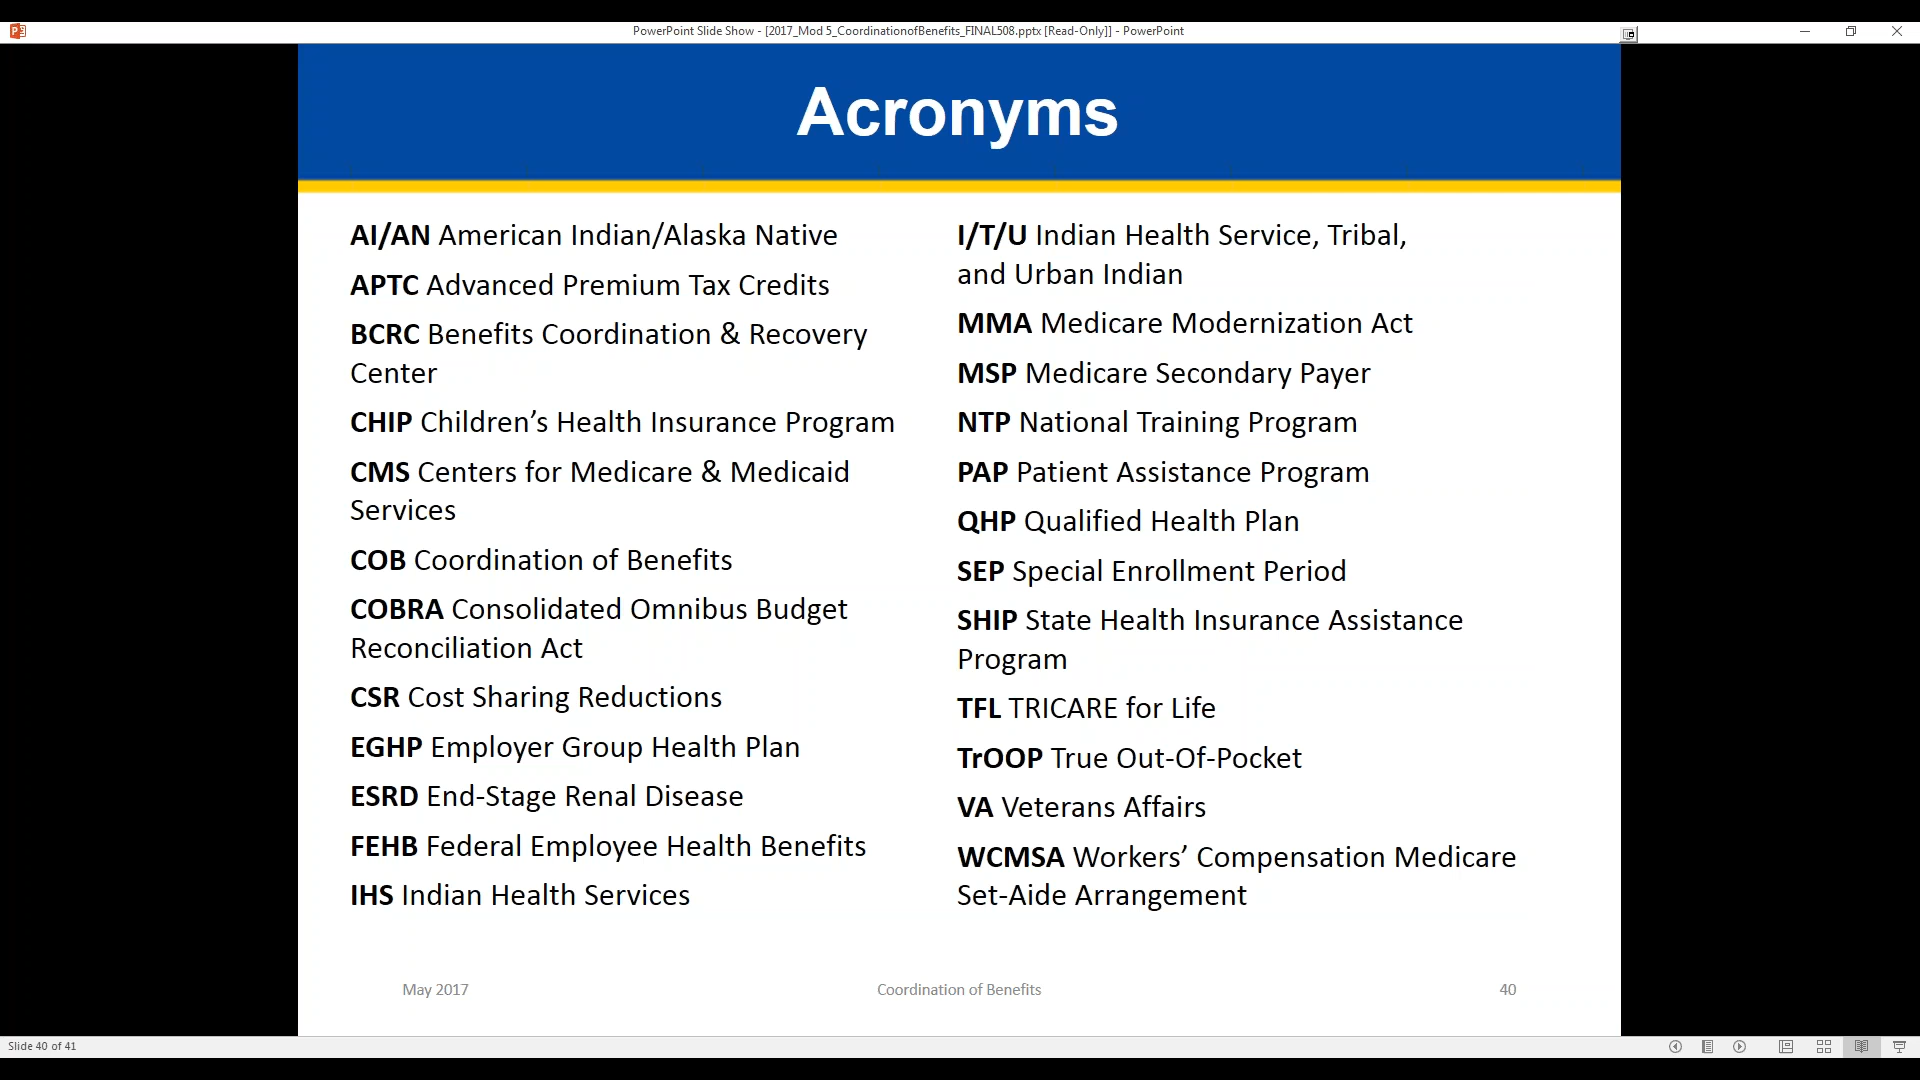 PowerPoint Slide Show - [2017_Mod 5_CoordinationofBenefits_FINAL508.pptx [Read-Only]] - PowerPoint
Acronyms
AI/AN American Indian/Alaska Native
APTC Advanced Premium Tax Credits
BCRC Benefits Coordination & Recovery
Center
CHIP Children’s Health Insurance Program
CMS Centers for Medicare & Medicaid
Services
COB Coordination of Benefits
COBRA Consolidated Omnibus Budget
Reconciliation Act
CSR Cost Sharing Reductions
EGHP Employer Group Health Plan
ESRD End-Stage Renal Disease
FEHB Federal Employee Health Benefits
IHS Indian Health Services
I/T/U Indian Health Service, Tribal,
and Urban Indian
MMA Medicare Modernization Act
MSP Medicare Secondary Payer
NTP National Training Program
PAP Patient Assistance Program
QHP Qualified Health Plan
SEP Special Enrollment Period
SHIP State Health Insurance Assistance
Program
TFL TRICARE for Life
TrOOP True Out-Of-Pocket
VA Veterans Affairs
WCMSA Workers’ Compensation Medicare
Set-Aside Arrangement
May 2017
Coordination of Benefits
40
Slide 40 of 41